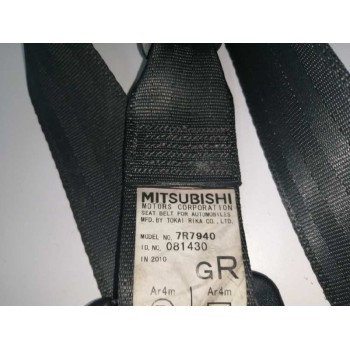 MITSUBISHI
MOTORS CORPORATION
SEAT BELT FOR AUTOMOBILES
MFD. BY TOKAI RIKA CO., LTD.
MODEL NO. 7R7940
I.D. NO. 081430
IN 2010
GR
Ar4m Ar4m